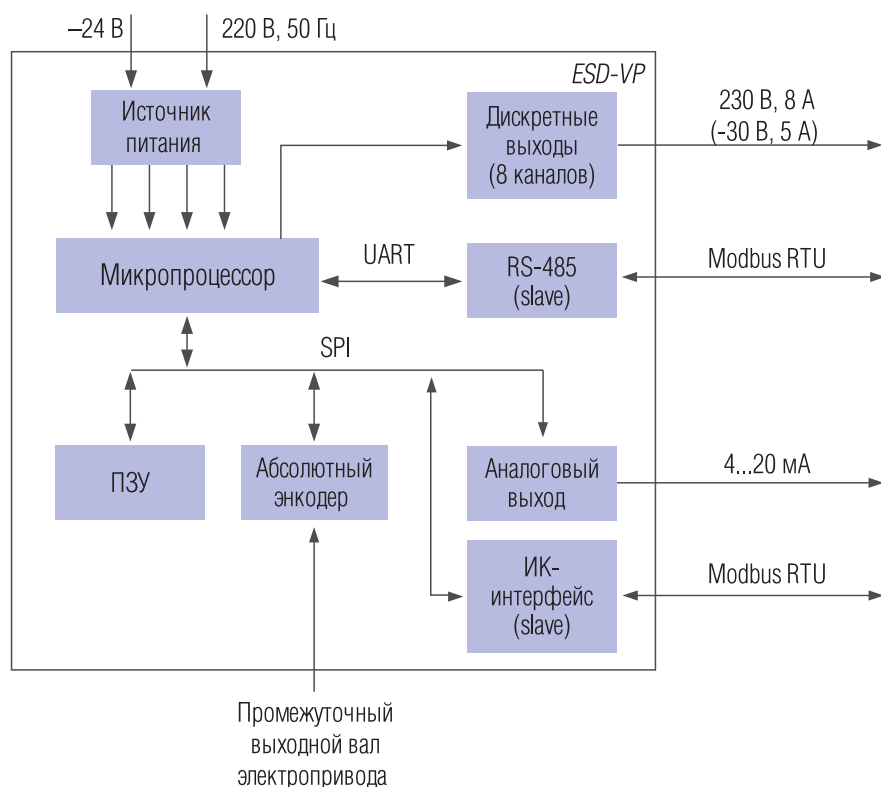 –24 В
220 В, 50 Гц
ESD-VP
Источник
питания
Дискретные
выходы
(8 каналов)
230 В, 8 А
(-30 В, 5 А)
Микропроцессор
UART
RS-485
(slave)
Modbus RTU
SPI
ПЗУ
Абсолютный
энкодер
Аналоговый
выход
4...20 мА
ИК-
интерфейс
(slave)
Modbus RTU
Промежуточный
выходной вал
электропривода